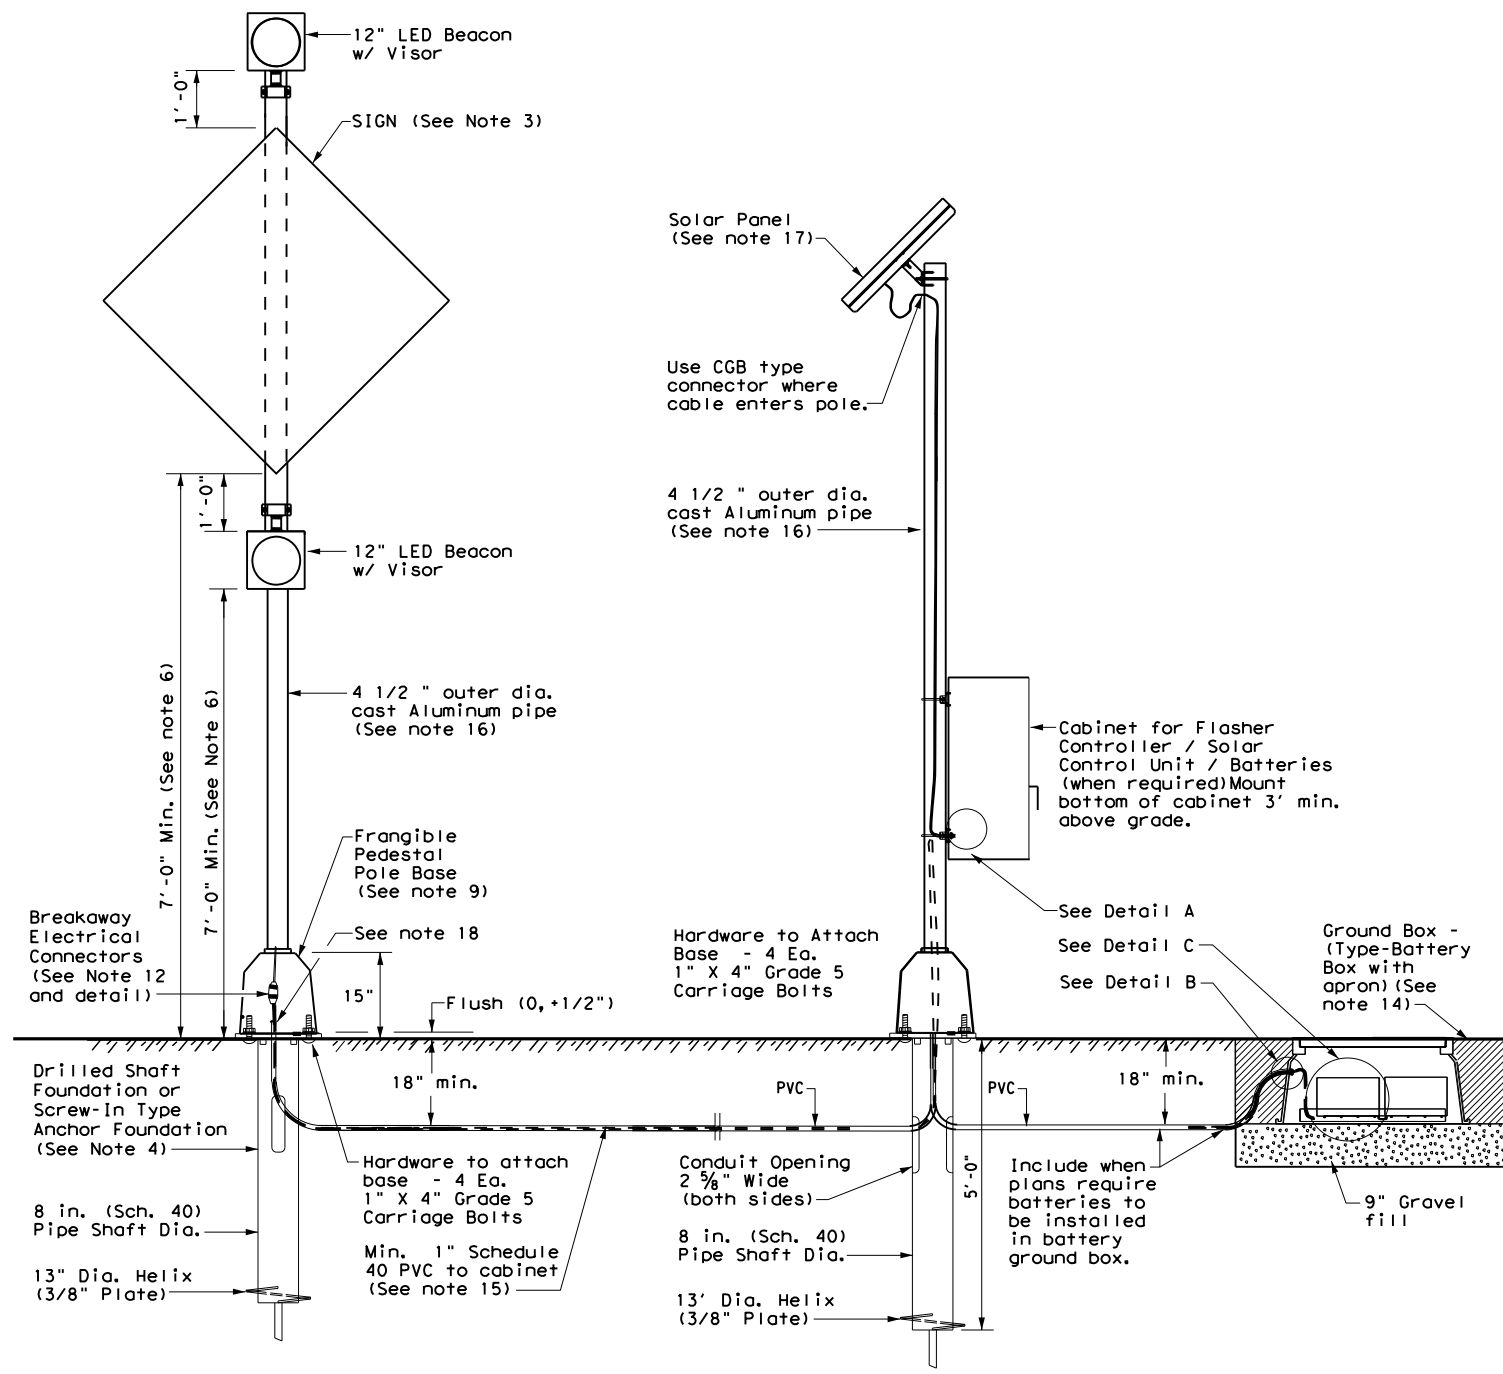 12" LED Beacon
w/ Visor
1'-0"
SIGN (See Note 3)
1'-0"
12" LED Beacon
w/ Visor
7'-0" Min. (See note 6)
7'-0" Min. (See Note 6)
4 1/2 " outer dia.
cast Aluminum pipe
(See note 16)
Frangible
Pedestal
Pole Base
(See note 9)
Breakaway
Electrical
Connectors
(See Note 12
and detail)
See note 18
15"
Flush (0,+1/2")
Drilled Shaft
Foundation or
Screw-In Type
Anchor Foundation
(See Note 4)
18" min.
8 in. (Sch. 40)
Pipe Shaft Dia.
13" Dia. Helix
(3/8" Plate)
Hardware to attach
base - 4 Ea.
1" X 4" Grade 5
Carriage Bolts
Min. 1" Schedule
40 PVC to cabinet
(See note 15)
Solar Panel
(See note 17)
Use CGB type
connector where
cable enters pole.
4 1/2 " outer dia.
cast Aluminum pipe
(See note 16)
Cabinet for Flasher
Controller / Solar
Control Unit / Batteries
(when required)Mount
bottom of cabinet 3' min.
above grade.
Hardware to Attach
Base - 4 Ea.
1" X 4" Grade 5
Carriage Bolts
See Detail A
See Detail C
See Detail B
Ground Box -
(Type-Battery
Box with
apron) (See
note 14)
PVC
PVC
18" min.
Conduit Opening
2 5/8" Wide
(both sides)
5'-0"
8 in. (Sch. 40)
Pipe Shaft Dia.
13' Dia. Helix
(3/8" Plate)
Include when
plans require
batteries to
be installed
in battery
ground box.
9" Gravel
fill